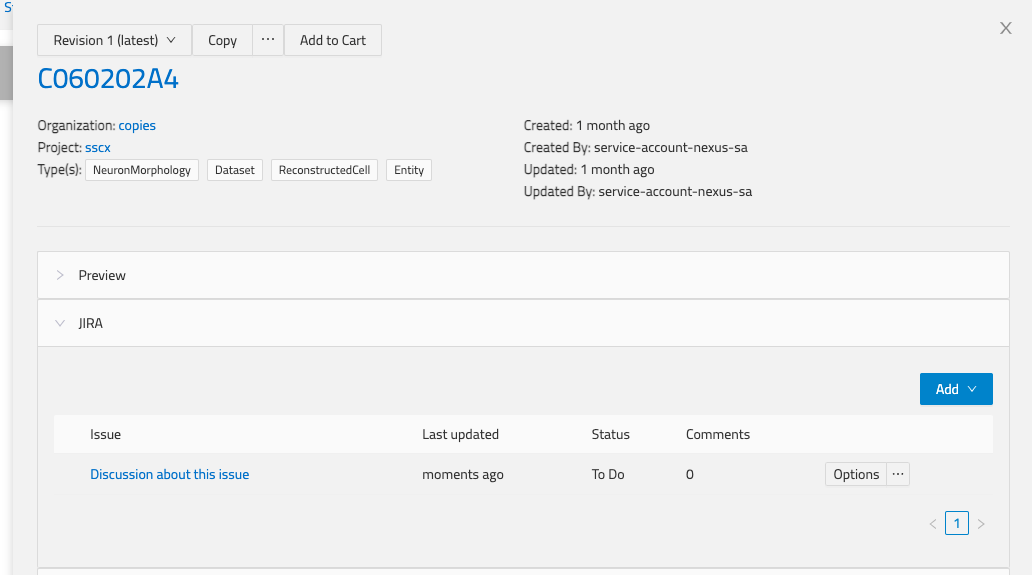 Revision 1 (latest) Copy ··· Add to Cart
C060202A4
Organization: copies
Project: sscx
Type(s): NeuronMorphology Dataset ReconstructedCell Entity
Created: 1 month ago
Created By: service-account-nexus-sa
Updated: 1 month ago
Updated By: service-account-nexus-sa
Preview
JIRA
Add
Issue Last updated Status Comments
Discussion about this issue moments ago To Do 0 Options ···
1